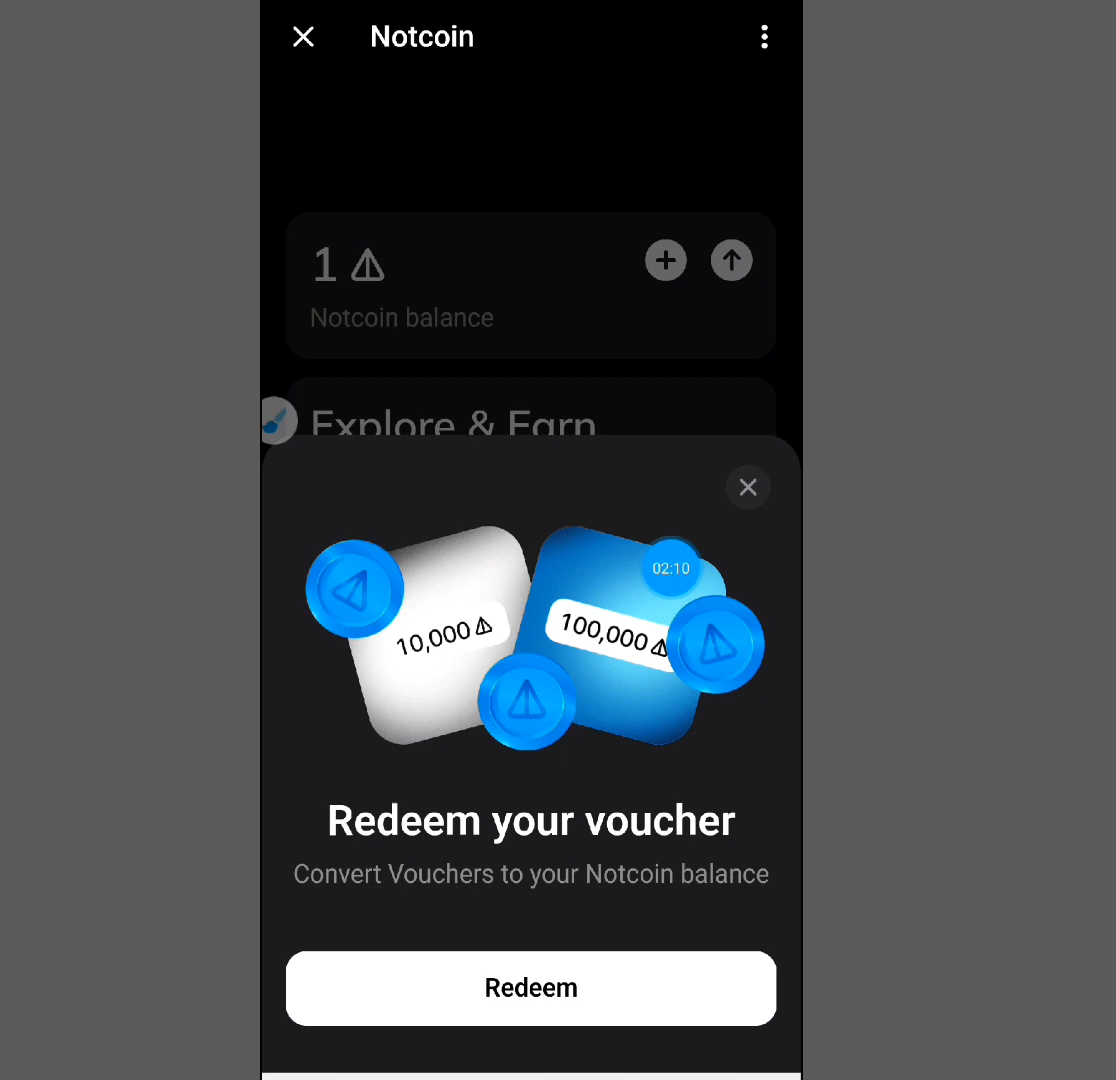 Notcoin
1
Notcoin balance
Explore & Earn
02:10
10,000
100,000
Redeem your voucher
Convert Vouchers to your Notcoin balance
Redeem